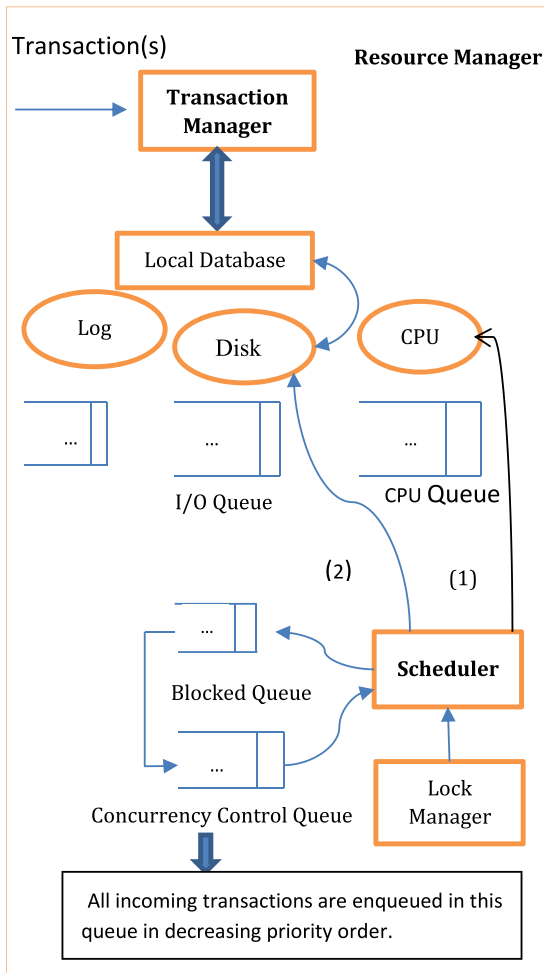 Transaction(s)
Resource Manager
Transaction
Manager
Local Database
Log
Disk
CPU
...
...
...
I/O Queue
CPU Queue
(2)
(1)
...
Blocked Queue
Scheduler
...
Concurrency Control Queue
Lock
Manager
All incoming transactions are enqueued in this
queue in decreasing priority order.